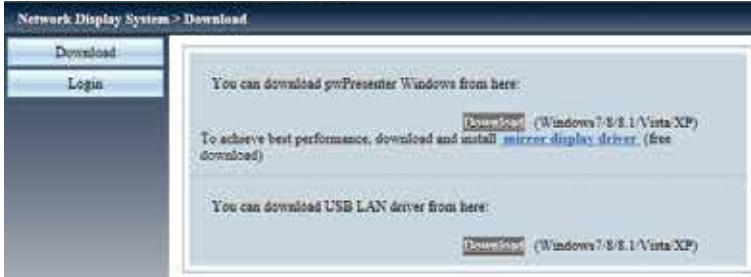 Network Display System > Download
Download
Login
You can download pwPresenter Windows from here:
Download (Windows7/8/8.1/Vista/XP)
To achieve best performance, download and install mirror display driver (free
download)
You can download USB LAN driver from here:
Download (Windows7/8/8.1/Vista/XP)